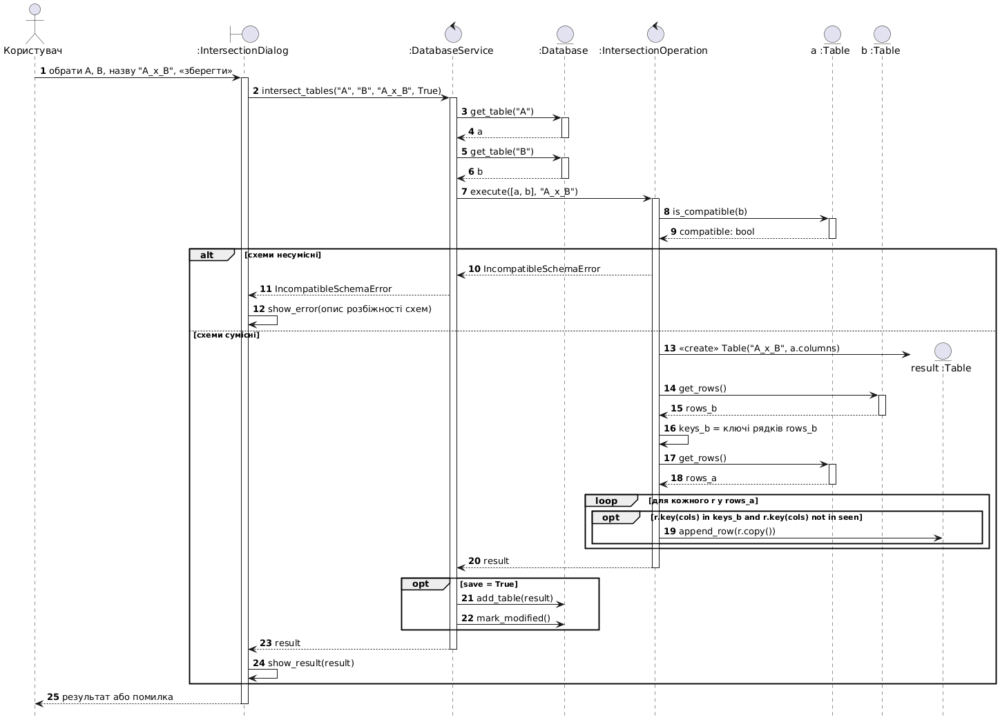 Користувач
:IntersectionDialog
:DatabaseService
:Database
:IntersectionOperation
a :Table
b :Table
1 обрати A, B, назву "A_x_B", «зберегти»
2 intersect_tables("A", "B", "A_x_B", True)
3 get_table("A")
4 a
5 get_table("B")
6 b
7 execute([a, b], "A_x_B")
8 is_compatible(b)
9 compatible: bool
alt [схеми несумісні]
10 IncompatibleSchemaError
11 IncompatibleSchemaError
12 show_error(опис розбіжності схем)
[схеми сумісні]
13 «create» Table("A_x_B", a.columns)
result :Table
14 get_rows()
15 rows_b
16 keys_b = ключі рядків rows_b
17 get_rows()
18 rows_a
loop [для кожного r у rows_a]
opt [r.key(cols) in keys_b and r.key(cols) not in seen]
19 append_row(r.copy())
20 result
opt [save = True]
21 add_table(result)
22 mark_modified()
23 result
24 show_result(result)
25 результат або помилка